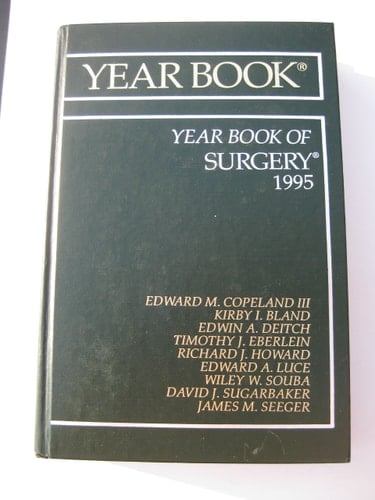 YEAR BOOK®
YEAR BOOK OF
SURGERY®
1995
EDWARD M. COPELAND III
KIRBY I. BLAND
EDWIN A. DEITCH
TIMOTHY J. EBERLEIN
RICHARD J. HOWARD
EDWARD A. LUCE
WILEY W. SOUBA
DAVID J. SUGARBAKER
JAMES M. SEEGER